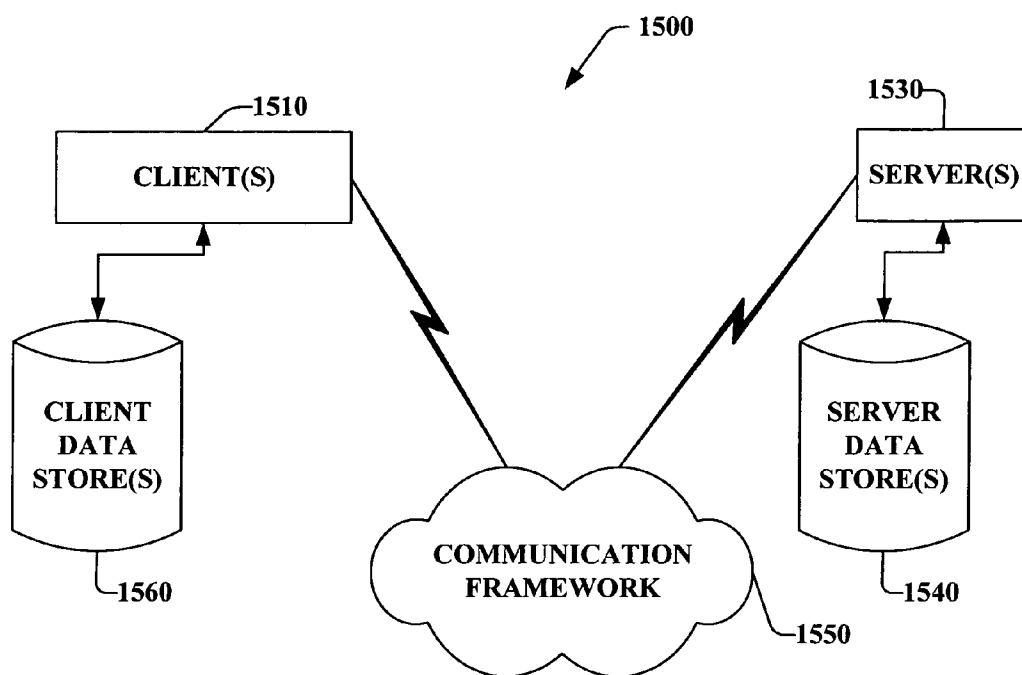 1500
1510
1530
CLIENT(S)
SERVER(S)
CLIENT
DATA
STORE(S)
SERVER
DATA
STORE(S)
COMMUNICATION
FRAMEWORK
1560
1540
1550